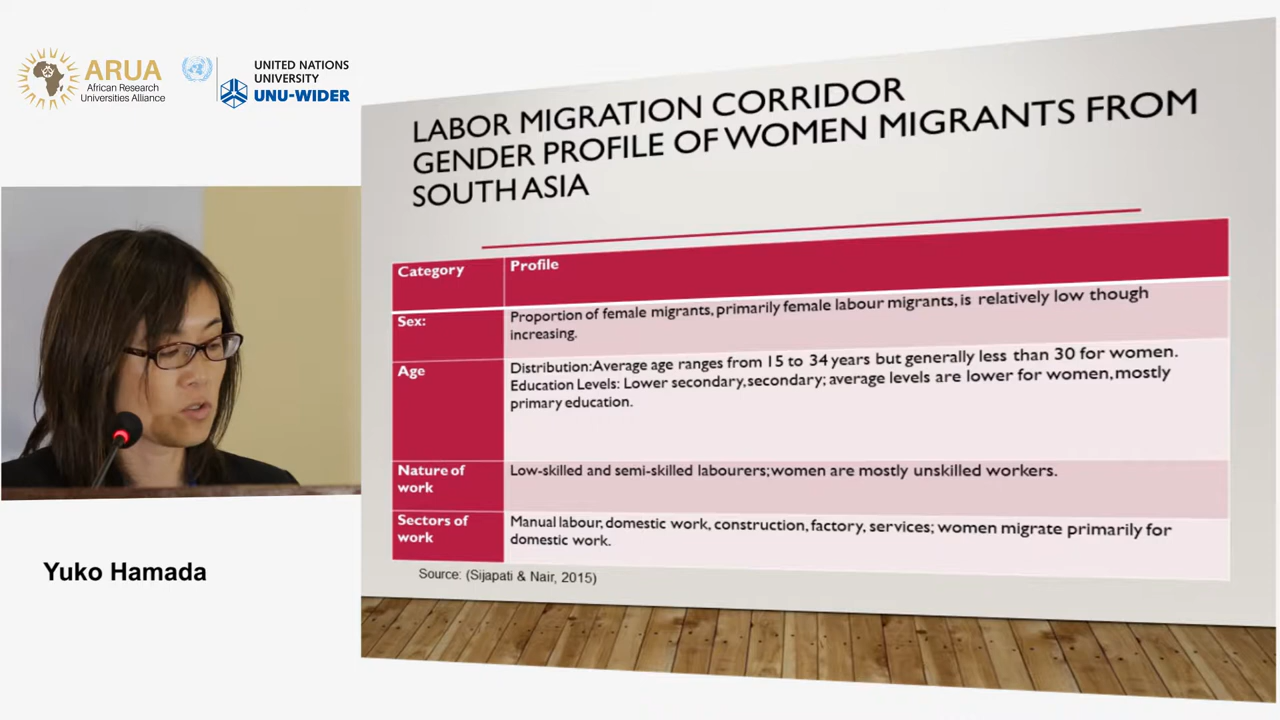 ARUA
African Research
Universities Alliance
UNITED NATIONS
UNIVERSITY
UNU-WIDER
LABOR MIGRATION CORRIDOR
GENDER PROFILE OF WOMEN MIGRANTS FROM
SOUTH ASIA
Category
Profile
Sex:
Proportion of female migrants, primarily female labour migrants, is relatively low though
increasing.
Age
Distribution: Average age ranges from 15 to 34 years but generally less than 30 for women.
Education Levels: Lower secondary, secondary; average levels are lower for women, mostly
primary education.
Nature of
work
Low-skilled and semi-skilled labourers; women are mostly unskilled workers.
Sectors of
work
Manual labour, domestic work, construction, factory, services; women migrate primarily for
domestic work.
Source: (Sijapati & Nair, 2015)
Yuko Hamada